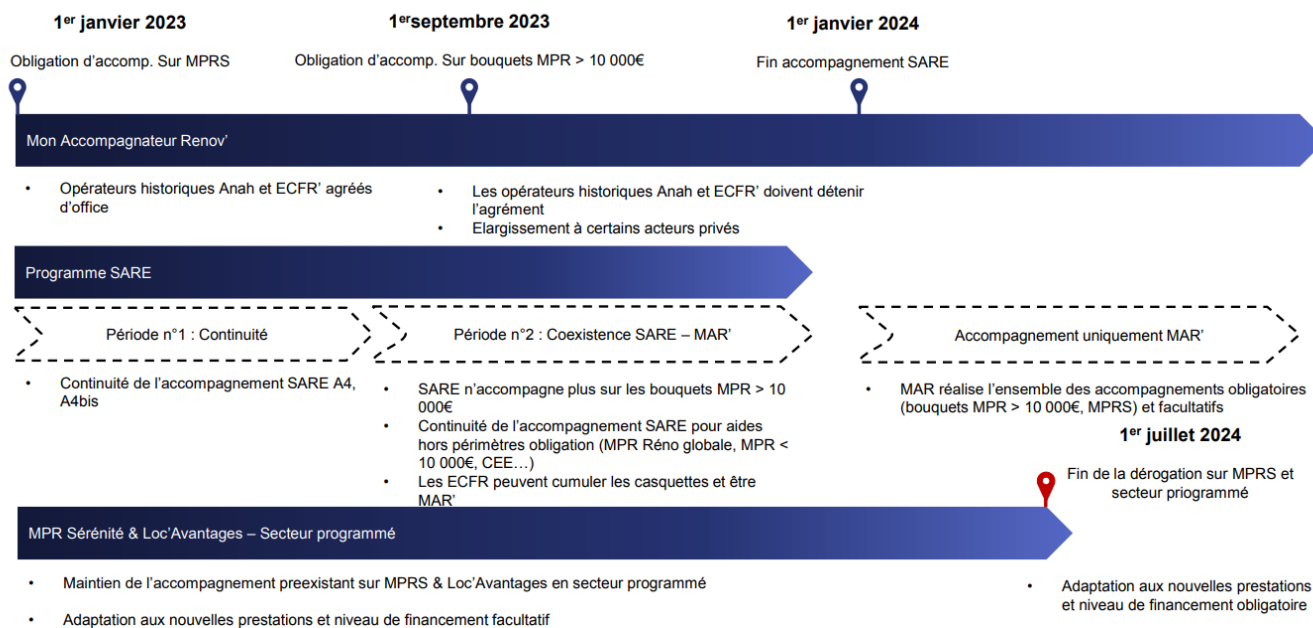 1er janvier 2023
1erseptembre 2023
1er janvier 2024
Obligation d'accomp. Sur MPRS
Obligation d'accomp. Sur bouquets MPR > 10 000€
Fin accompagnement SARE
Mon Accompagnateur Renov'
• Opérateurs historiques Anah et ECFR' agréés
d'office
• Les opérateurs historiques Anah et ECFR' doivent détenir
l'agrément
• Elargissement à certains acteurs privés
Programme SARE
Période n°1 : Continuité
Période n°2 : Coexistence SARE – MAR'
Accompagnement uniquement MAR'
• Continuité de l'accompagnement SARE A4,
A4bis
• SARE n'accompagne plus sur les bouquets MPR > 10
000€
• Continuité de l'accompagnement SARE pour aides
hors périmètres obligation (MPR Réno globale, MPR <
10 000€, CEE…)
• Les ECFR peuvent cumuler les casquettes et être
MAR'
• MAR réalise l'ensemble des accompagnements obligatoires
(bouquets MPR > 10 000€, MPRS) et facultatifs
1er juillet 2024
Fin de la dérogation sur MPRS et
secteur priogrammé
MPR Sérénité & Loc'Avantages – Secteur programmé
• Maintien de l'accompagnement preexistant sur MPRS & Loc'Avantages en secteur programmé
• Adaptation aux nouvelles prestations et niveau de financement facultatif
• Adaptation aux nouvelles prestations
et niveau de financement obligatoire